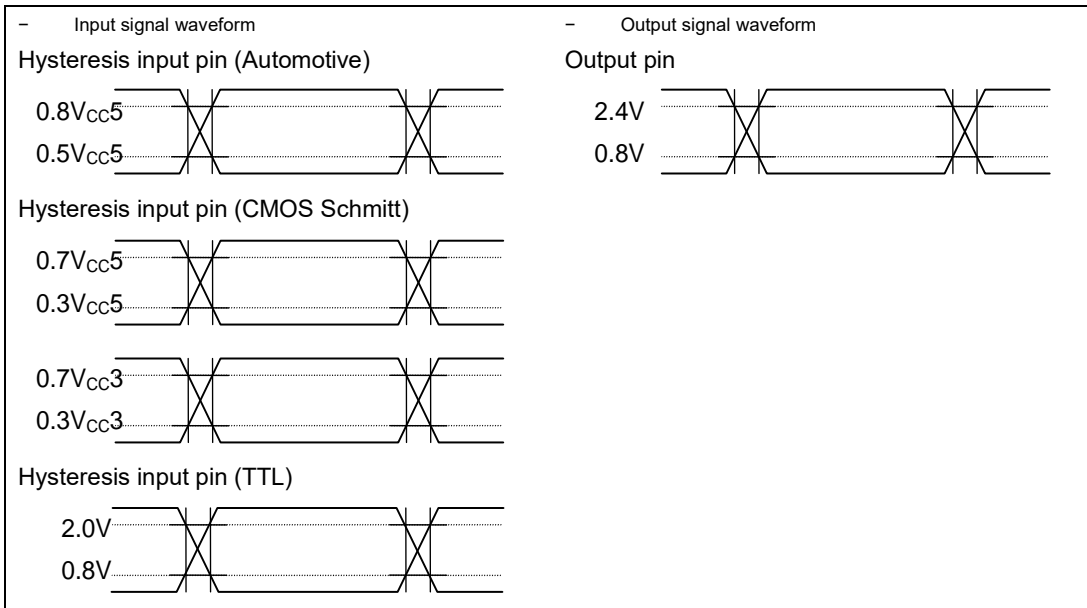 − Input signal waveform
Hysteresis input pin (Automotive)
0.8VCC5
0.5VCC5
Hysteresis input pin (CMOS Schmitt)
0.7VCC5
0.3VCC5
0.7VCC3
0.3VCC3
Hysteresis input pin (TTL)
2.0V
0.8V
− Output signal waveform
Output pin
2.4V
0.8V